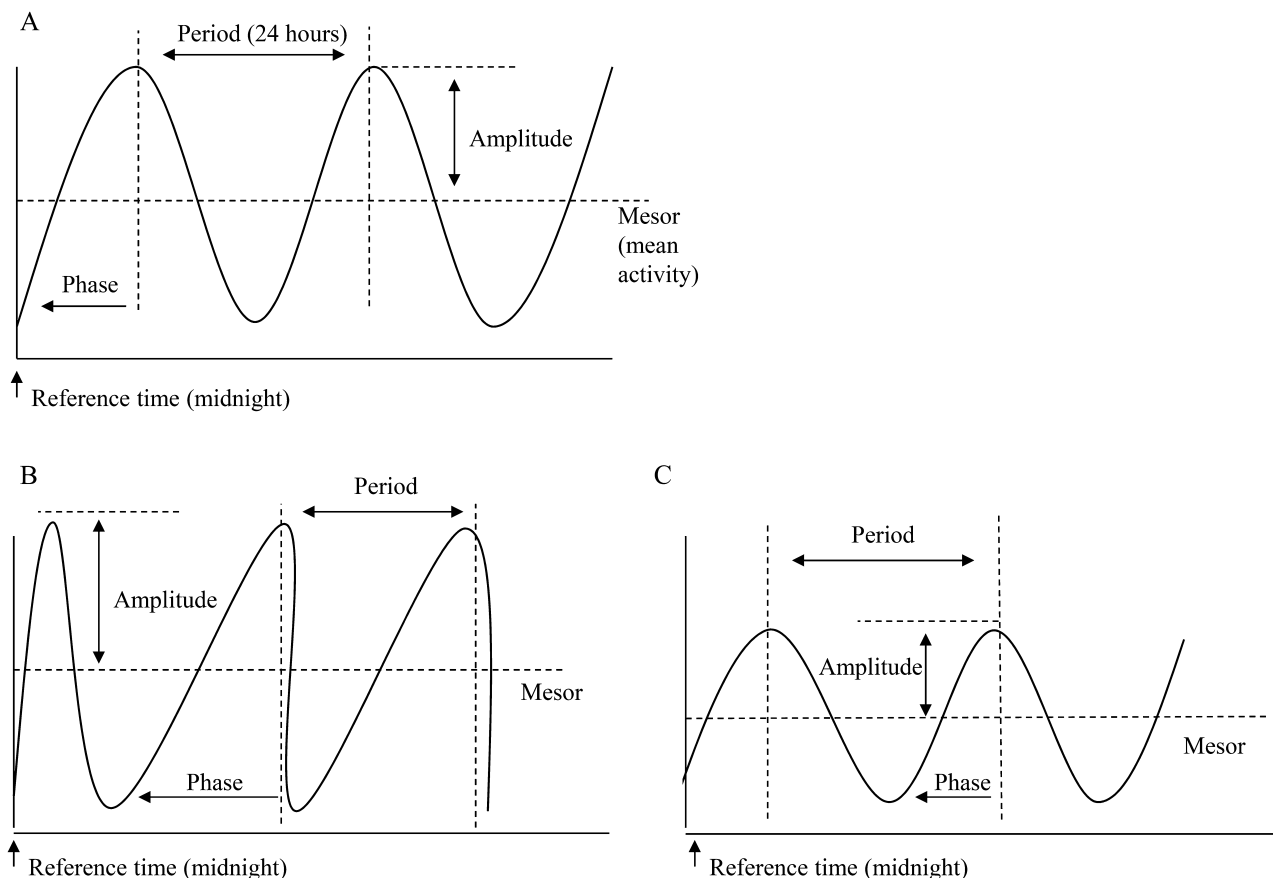 A
Period (24 hours)
Amplitude
Mesor
(mean
activity)
Phase
Reference time (midnight)
B
Period
Amplitude
Mesor
Phase
Reference time (midnight)
C
Period
Amplitude
Mesor
Phase
Reference time (midnight)